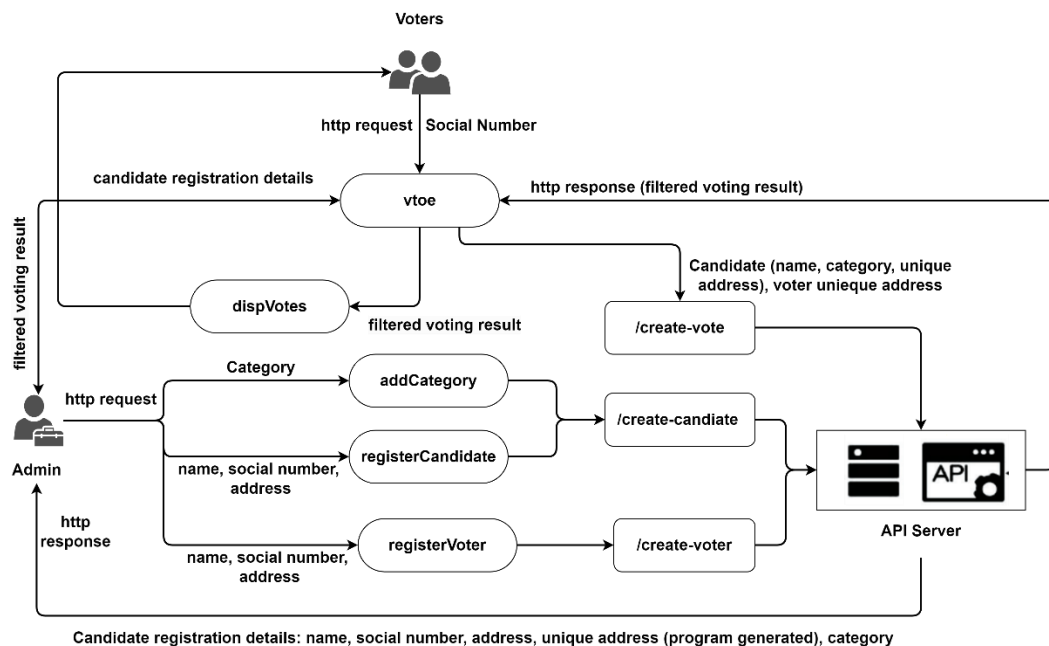 Voters
http request Social Number
candidate registration details
http response (filtered voting result)
vtoe
filtered voting result
Candidate (name, category, unique
address), voter unieque address
dispVotes
filtered voting result
/create-vote
Category
addCategory
http request
/create-candiate
Admin
name, social number,
address
registerCandidate
API
API Server
http
response
name, social number,
address
registerVoter
/create-voter
Candidate registration details: name, social number, address, unique address (program generated), category